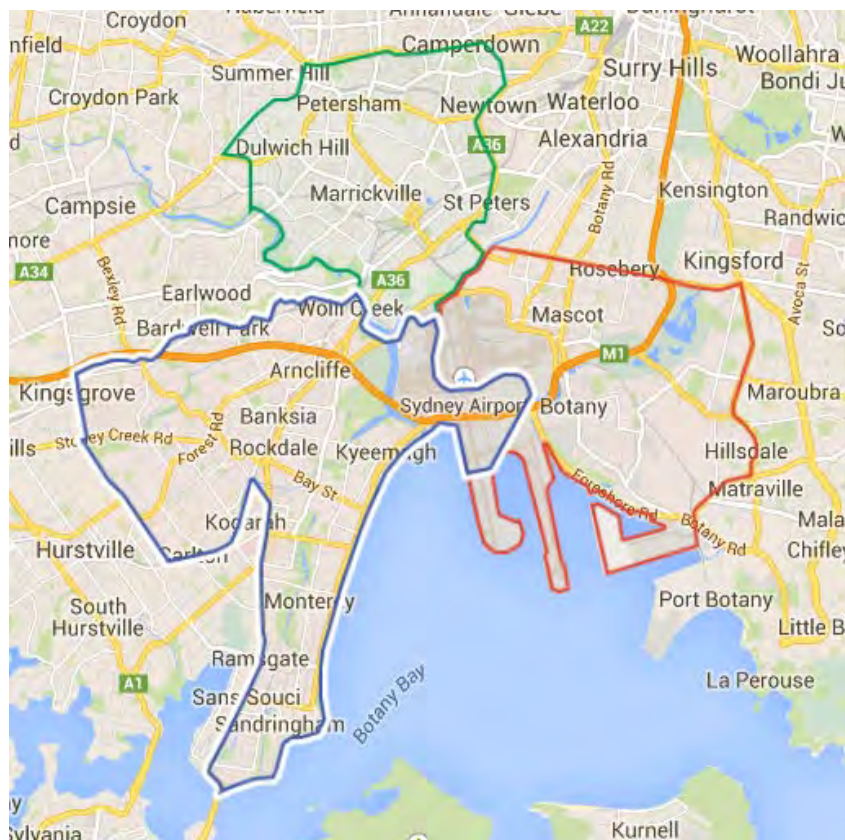 Croydon
Camperdown
A22
Surry Hills
Woollahra
Bondi
nfield
Summer Hill
Croydon Park
Petersham
Newtown
Waterloo
A36
Alexandria
Dulwich Hill
Marrickville
St Peters
Botany Rd
Kensington
Campsie
Randwic
more
A34
Bexley Rd
A36
Rosebery
Kingsford
Avoca St
Earlwood
Wolli Creek
Mascot
Bardwell Park
M1
Arncliffe
Kingsgrove
Sydney Airport
Botany
Maroubra
Banksia
Stoney Creek Rd
Forest Rd
Rockdale
Kyeemagh
Hillsdale
Bay St
Matraville
Foreshore Rd
Kogarah
Botany Rd
Mala
Hurstville
Carlton
Chifley
South
Hurstville
Monterey
Port Botany
Little B
Ramsgate
A1
Sans Souci
Botany Bay
La Perouse
Sandringham
Kurnell
ylvania